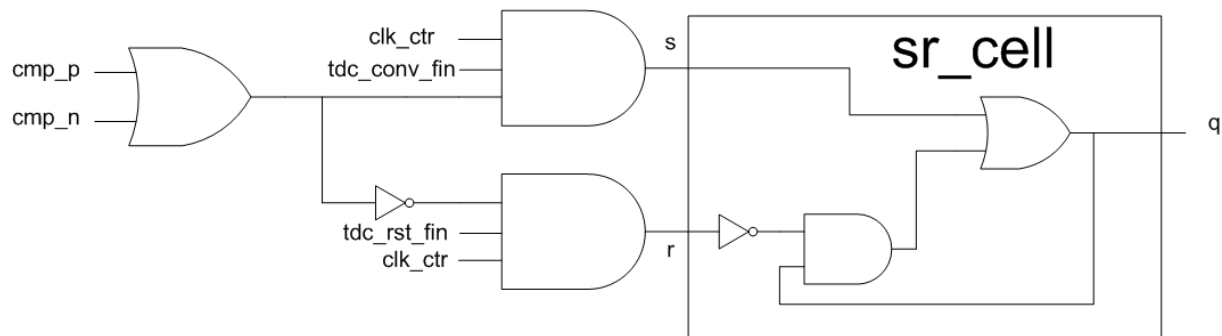 clk_ctr
s
sr_cell
cmp_p
tdc_conv_fin
cmp_n
q
tdc_rst_fin
clk_ctr
r